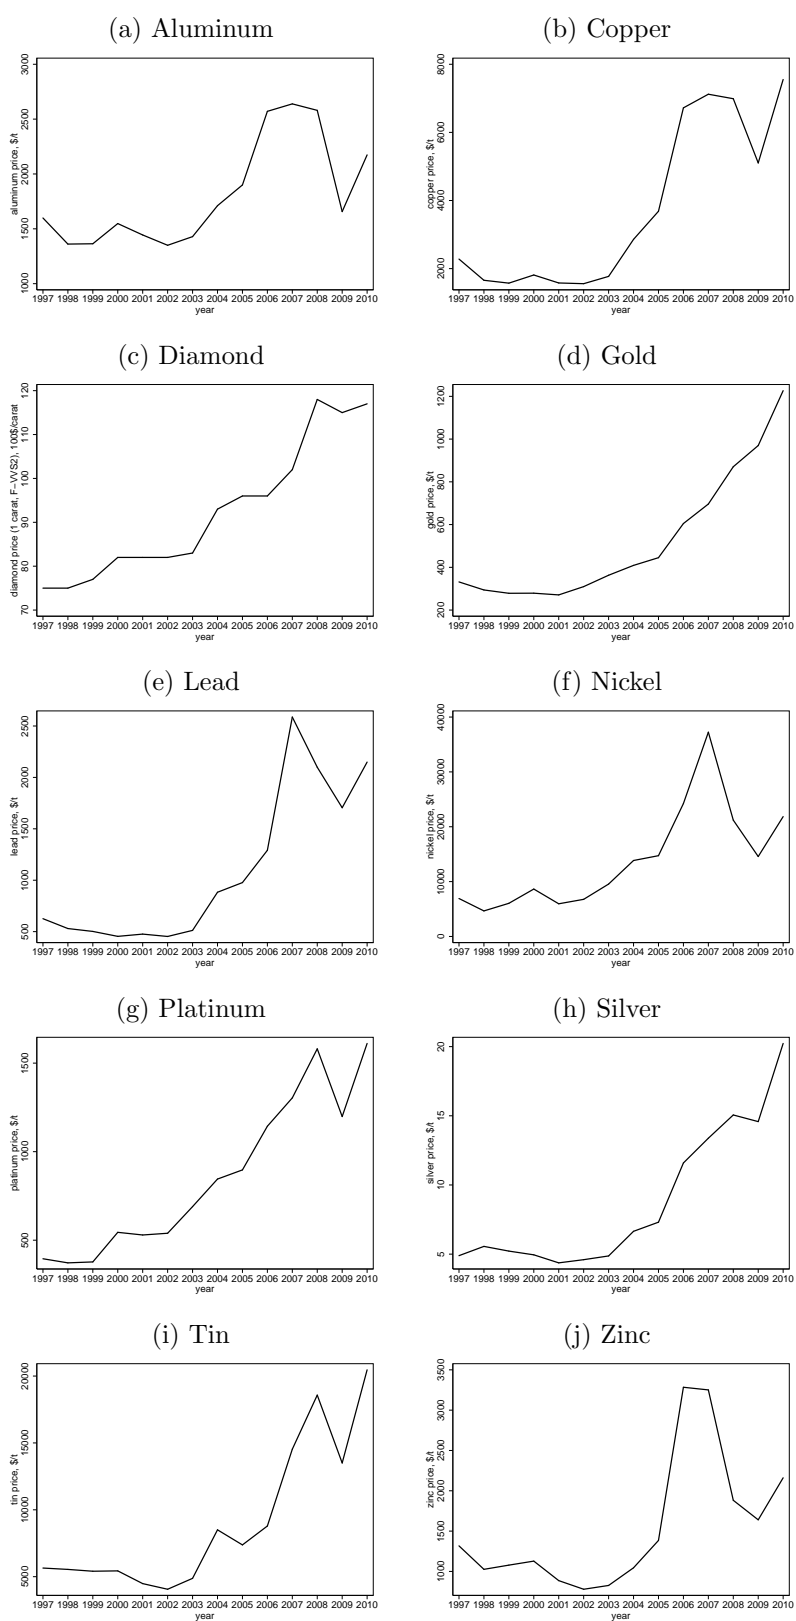 (a) Aluminum
aluminum price, $/t
3000
2500
2000
1500
1000
1997 1998 1999 2000 2001 2002 2003 2004 2005 2006 2007 2008 2009 2010
year
(b) Copper
copper price, $/t
8000
6000
4000
2000
1997 1998 1999 2000 2001 2002 2003 2004 2005 2006 2007 2008 2009 2010
year
(c) Diamond
diamond price (1 carat, F−VVS2), 100$/carat
120
110
100
90
80
70
1997 1998 1999 2000 2001 2002 2003 2004 2005 2006 2007 2008 2009 2010
year
(d) Gold
gold price, $/t
1200
1000
800
600
400
200
1997 1998 1999 2000 2001 2002 2003 2004 2005 2006 2007 2008 2009 2010
year
(e) Lead
lead price, $/t
2500
2000
1500
1000
500
1997 1998 1999 2000 2001 2002 2003 2004 2005 2006 2007 2008 2009 2010
year
(f) Nickel
nickel price, $/t
40000
30000
20000
10000
0
1997 1998 1999 2000 2001 2002 2003 2004 2005 2006 2007 2008 2009 2010
year
(g) Platinum
platinum price, $/t
1500
1000
500
1997 1998 1999 2000 2001 2002 2003 2004 2005 2006 2007 2008 2009 2010
year
(h) Silver
silver price, $/t
20
15
10
5
1997 1998 1999 2000 2001 2002 2003 2004 2005 2006 2007 2008 2009 2010
year
(i) Tin
tin price, $/t
20000
15000
10000
5000
1997 1998 1999 2000 2001 2002 2003 2004 2005 2006 2007 2008 2009 2010
year
(j) Zinc
zinc price, $/t
3500
3000
2500
2000
1500
1000
1997 1998 1999 2000 2001 2002 2003 2004 2005 2006 2007 2008 2009 2010
year